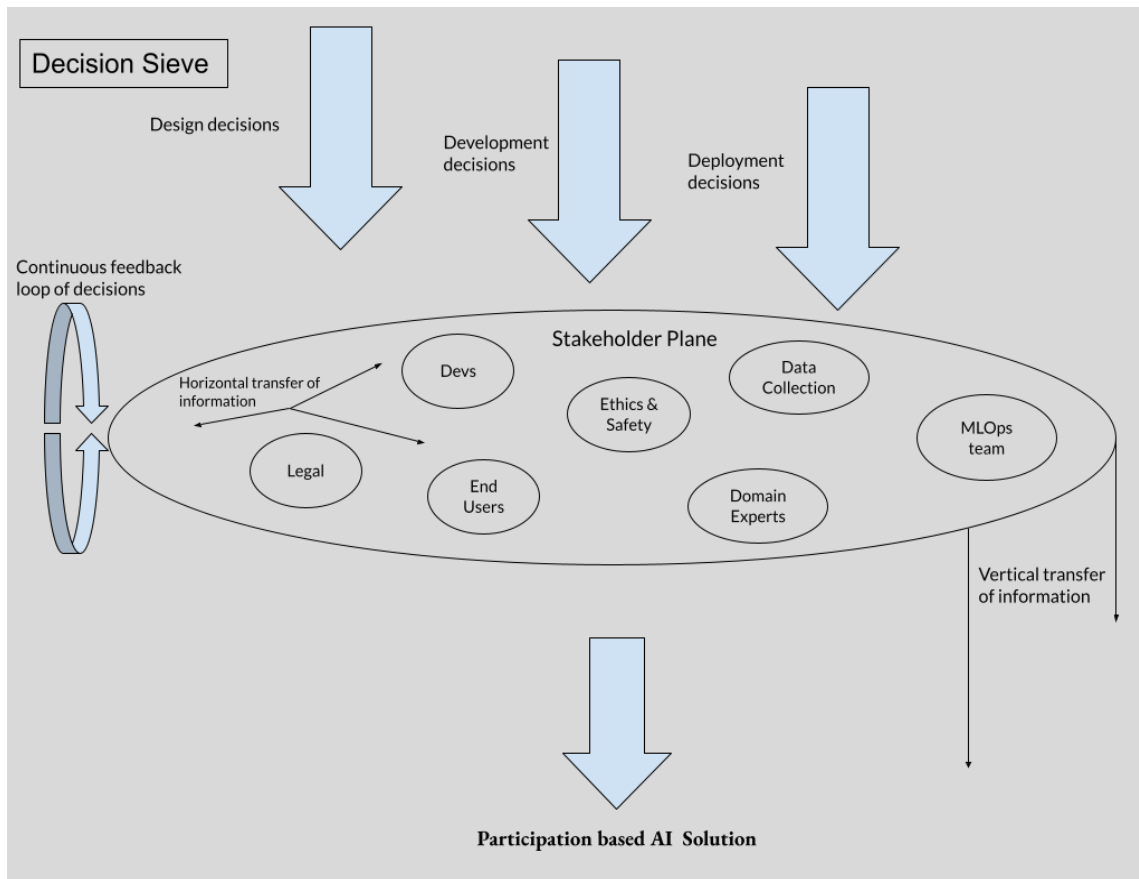 Decision Sieve
Design decisions
Development
decisions
Deployment
decisions
Continuous feedback
loop of decisions
Stakeholder Plane
Horizontal transfer of
information
Devs
Ethics &
Safety
Data
Collection
MLOps
team
Legal
End
Users
Domain
Experts
Vertical transfer
of information
Participation based AI Solution